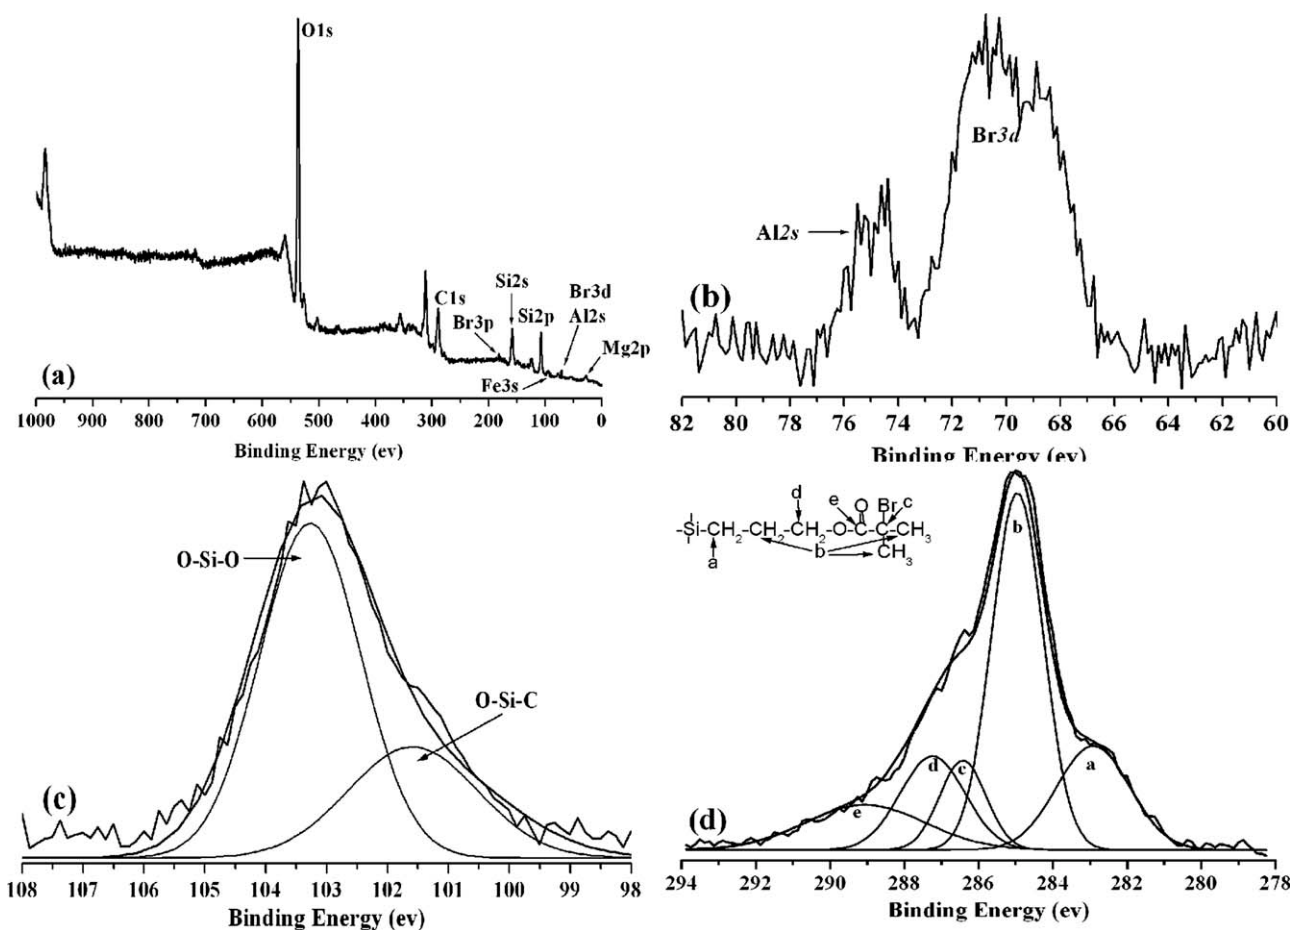 O1s
C1s
Br3p
Si2s
Si2p
Fe3s
Br3d
Al2s
Mg2p
(a)
1000 900 800 700 600 500 400 300 200 100 0
Binding Energy (ev)
Al2s
Br3d
(b)
82 80 78 76 74 72 70 68 66 64 62 60
Binding Energy (ev)
O-Si-O
O-Si-C
(c)
108 107 106 105 104 103 102 101 100 99 98
Binding Energy (ev)
d
e
O
Br
c
-Si-CH2-CH2-CH2-O-C-C-CH3
a
b
CH3
b
a
d
c
e
(d)
294 292 290 288 286 284 282 280 278
Binding Energy (ev)